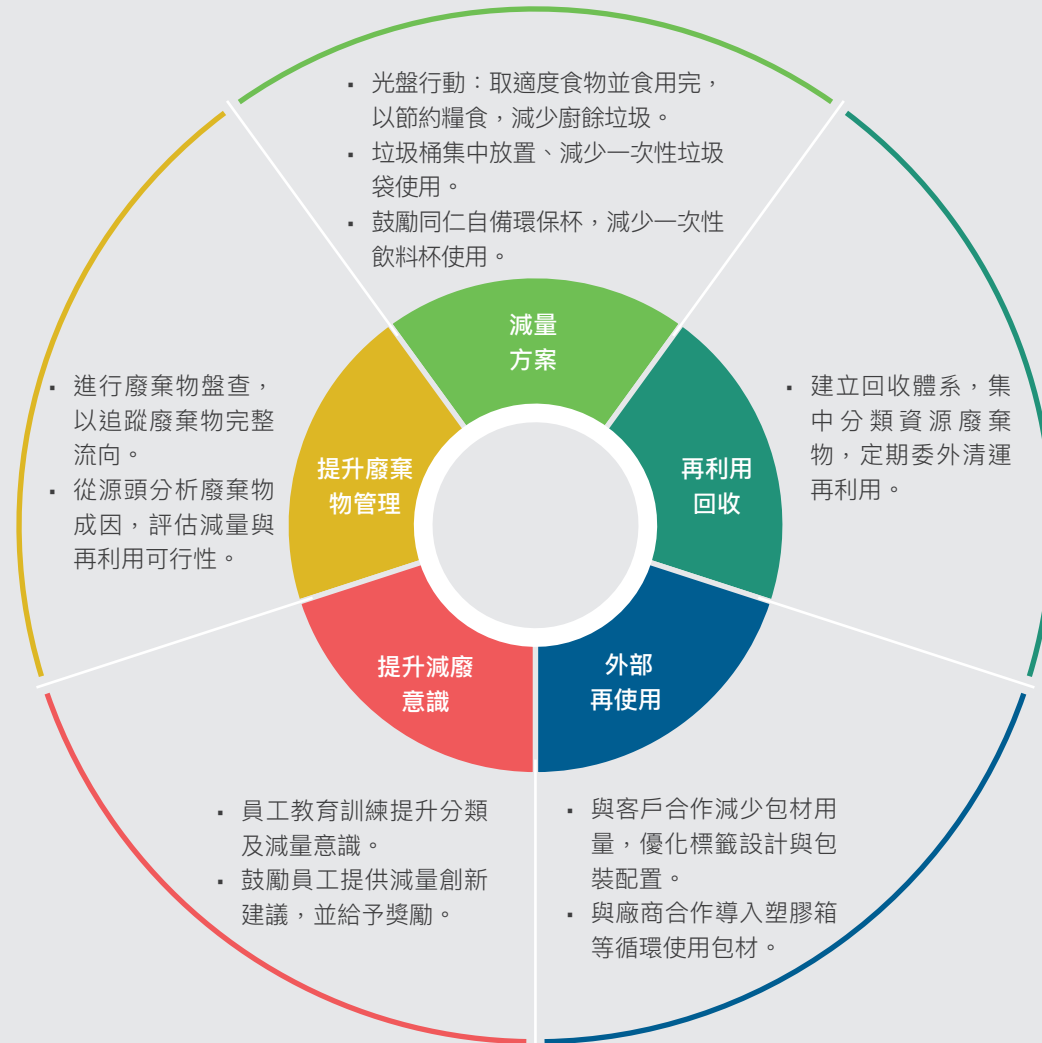 ▪ 光盤行動：取適度食物並食用完，
以節約糧食，減少廚餘垃圾。
▪ 垃圾桶集中放置、減少一次性垃圾
袋使用。
▪ 鼓勵同仁自備環保杯，減少一次性
飲料杯使用。
減量
方案
▪ 進行廢棄物盤查，
以追蹤廢棄物完整
流向。
▪ 從源頭分析廢棄物
成因，評估減量與
再利用可行性。
提升廢棄
物管理
再利用
回收
▪ 建立回收體系，集
中分類資源廢棄
物，定期委外清運
再利用。
提升減廢
意識
外部
再使用
▪ 員工教育訓練提升分類
及減量意識。
▪ 鼓勵員工提供減量創新
建議，並給予獎勵。
▪ 與客戶合作減少包材用
量，優化標籤設計與包
裝配置。
▪ 與廠商合作導入塑膠箱
等循環使用包材。